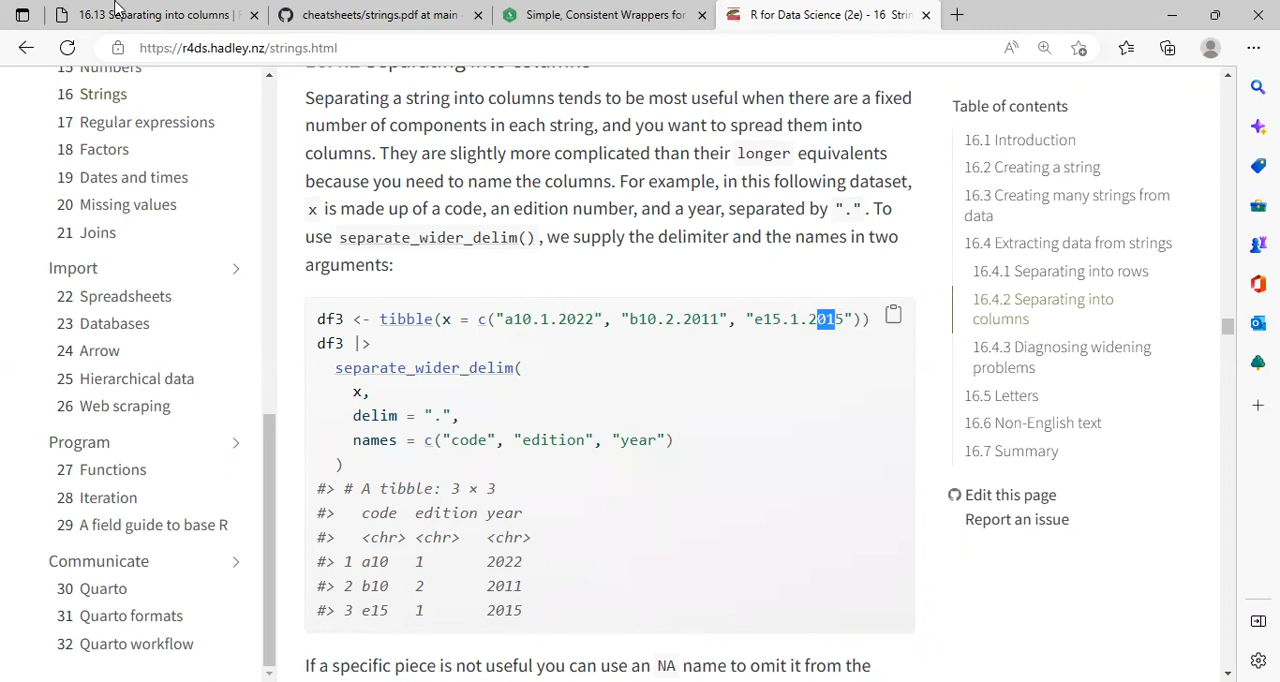 16.13 Separating into columns |
cheatsheets/strings.pdf at main
Simple, Consistent Wrappers for
R for Data Science (2e) - 16 Strin
https://r4ds.hadley.nz/strings.html
15 Numbers
16 Strings
17 Regular expressions
18 Factors
19 Dates and times
20 Missing values
21 Joins
Import
22 Spreadsheets
23 Databases
24 Arrow
25 Hierarchical data
26 Web scraping
Program
27 Functions
28 Iteration
29 A field guide to base R
Communicate
30 Quarto
31 Quarto formats
32 Quarto workflow
16.4.2 Separating into columns
Separating a string into columns tends to be most useful when there are a fixed
number of components in each string, and you want to spread them into
columns. They are slightly more complicated than their longer equivalents
because you need to name the columns. For example, in this following dataset,
x is made up of a code, an edition number, and a year, separated by ".". To
use separate_wider_delim(), we supply the delimiter and the names in two
arguments:
df3 <- tibble(x = c("a10.1.2022", "b10.2.2011", "e15.1.2015"))
df3 |>
separate_wider_delim(
x,
delim = ".",
names = c("code", "edition", "year")
)
#> # A tibble: 3 × 3
#> code edition year
#> <chr> <chr> <chr>
#> 1 a10 1 2022
#> 2 b10 2 2011
#> 3 e15 1 2015
If a specific piece is not useful you can use an NA name to omit it from the
Table of contents
16.1 Introduction
16.2 Creating a string
16.3 Creating many strings from
data
16.4 Extracting data from strings
16.4.1 Separating into rows
16.4.2 Separating into
columns
16.4.3 Diagnosing widening
problems
16.5 Letters
16.6 Non-English text
16.7 Summary
Edit this page
Report an issue